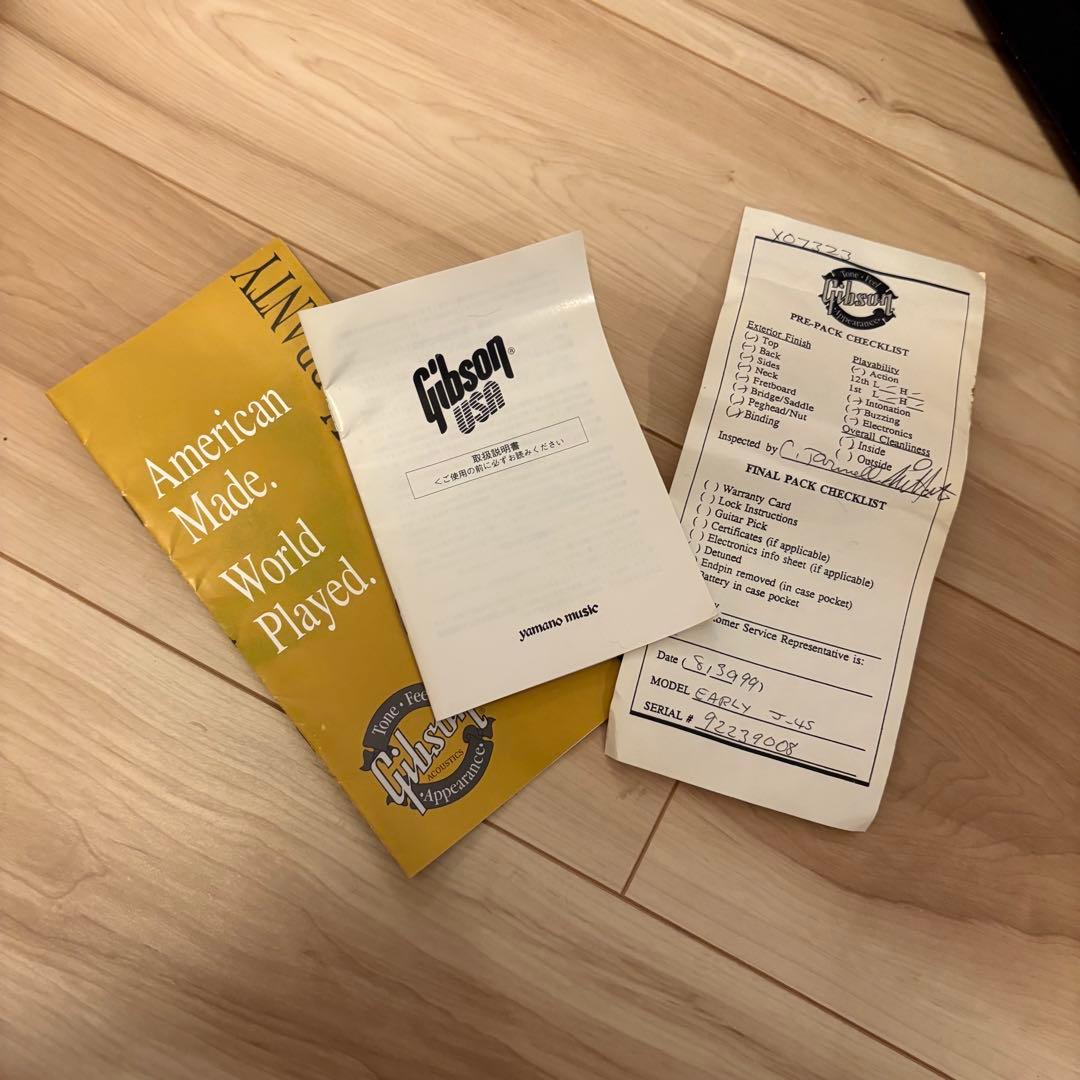 RANTY
American
Made.
World
Played.
Tone • Fee
Gibson
ACOUSTICS
• Appearance •
Gibson®
USA
取扱説明書
<ご使用の前に必ずお読みください
yamano music
X07323
Tone • Feel
Gibson
• Appearance •
PRE-PACK CHECKLIST
Exterior Finish
Top
Back
Sides
Neck
Fretboard
Bridge/Saddle
Peghead/Nut
Binding
Playability
Action
12th L H
1st L H
Intonation
Buzzing
Electronics
Overall Cleanliness
Inside
Outside
Inspected by
FINAL PACK CHECKLIST
( ) Warranty Card
( ) Lock Instructions
( ) Guitar Pick
( ) Certificates (if applicable)
( ) Electronics info sheet (if applicable)
Detuned
Endpin removed (in case pocket)
Battery in case pocket
tomer Service Representative is:
Date
MODEL EARLY J-45
SERIAL # 92239008